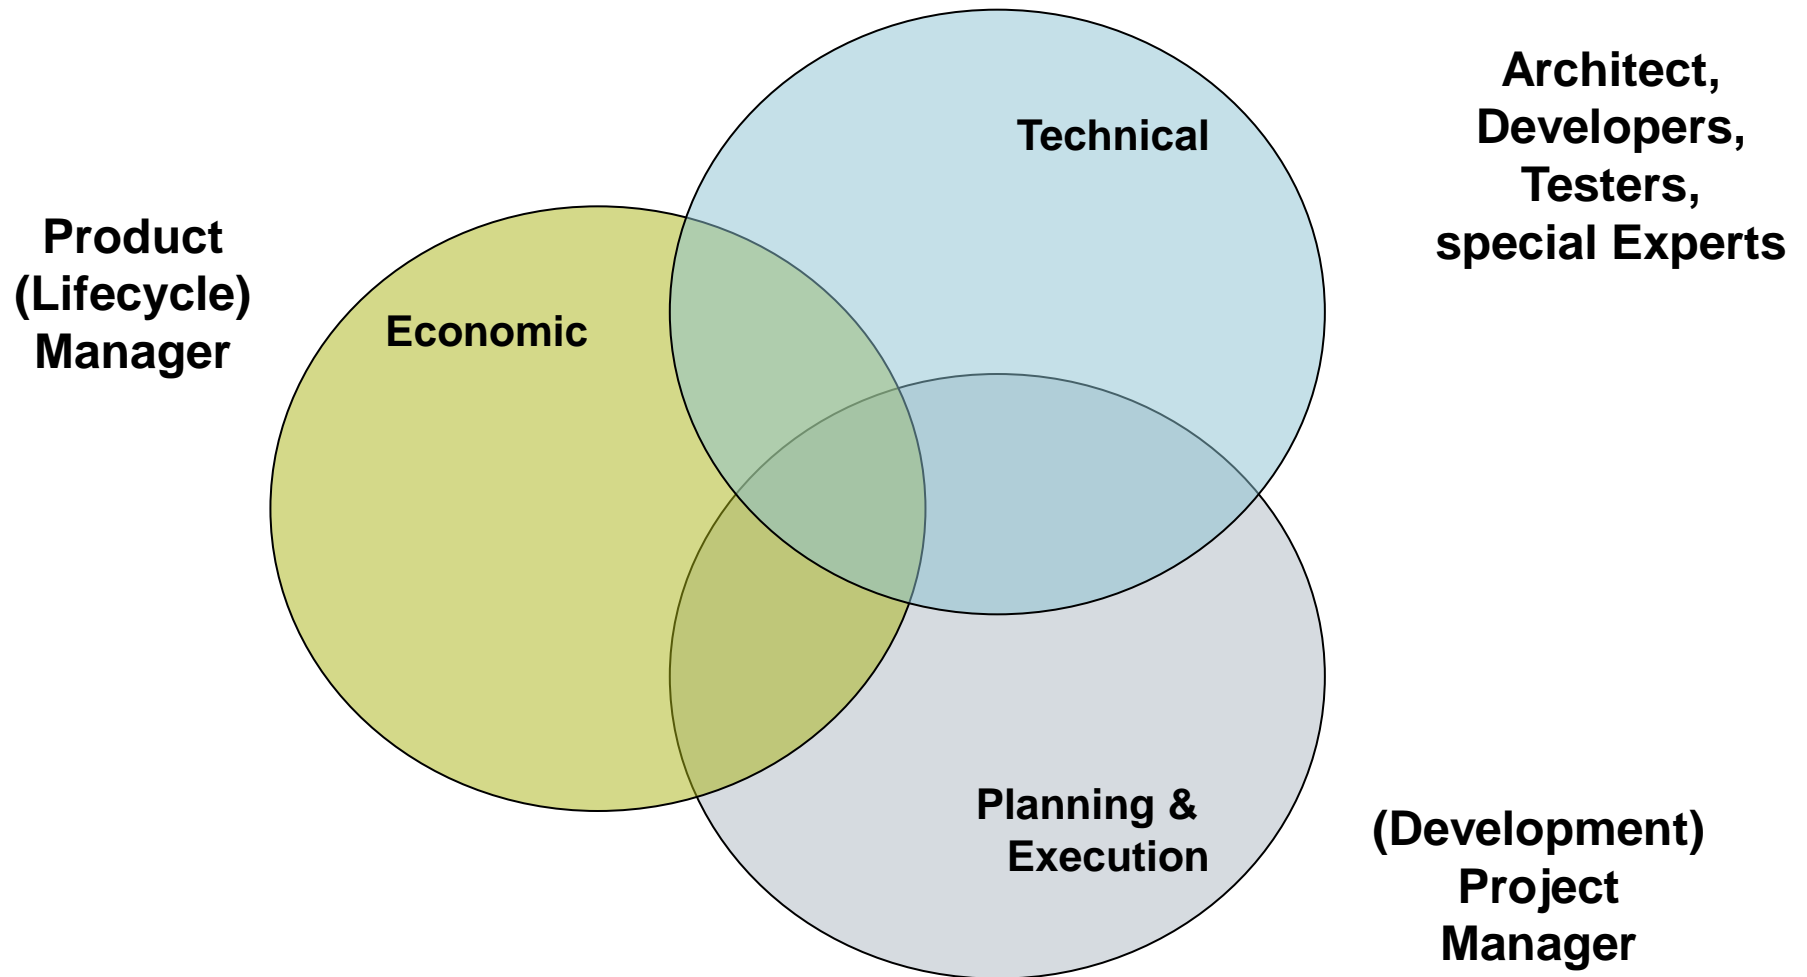 Technical
Architect,
Developers,
Testers,
special Experts
Product
(Lifecycle)
Manager
Economic
Planning &
Execution
(Development)
Project
Manager